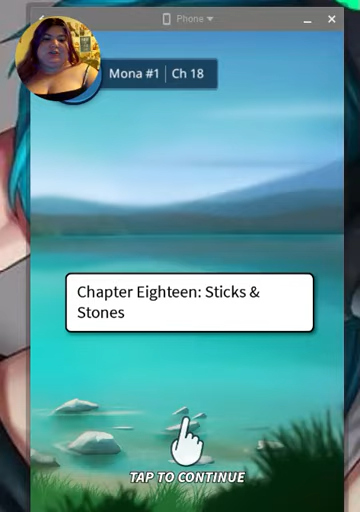 Phone
Mona #1 | Ch 18
Chapter Eighteen: Sticks &
Stones
TAP TO CONTINUE